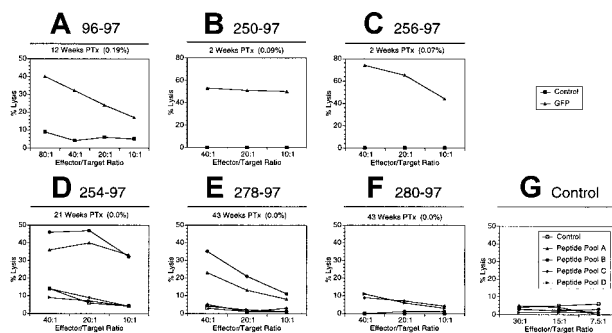 A 96-97
12 Weeks PTx (0.19%)
50
40
30
20
10
0
% Lysis
80:1 40:1 20:1 10:1
Effector/Target Ratio
B 250-97
2 Weeks PTx (0.09%)
80
60
40
20
0
% Lysis
40:1 20:1 10:1
Effector/Target Ratio
C 256-97
2 Weeks PTx (0.07%)
80
60
40
20
0
% Lysis
40:1 20:1 10:1
Effector/Target Ratio
Control
GFP
D 254-97
21 Weeks PTx (0.0%)
50
40
30
20
10
0
% Lysis
40:1 20:1 10:1
Effector/Target Ratio
E 278-97
43 Weeks PTx (0.0%)
50
40
30
20
10
0
% Lysis
40:1 20:1 10:1
Effector/Target Ratio
F 280-97
43 Weeks PTx (0.0%)
50
40
30
20
10
0
% Lysis
40:1 20:1 10:1
Effector/Target Ratio
G Control
50
40
30
20
10
0
% Lysis
30:1 15:1 7.5:1
Effector/Target Ratio
Control
Peptide Pool A
Peptide Pool B
Peptide Pool C
Peptide Pool D